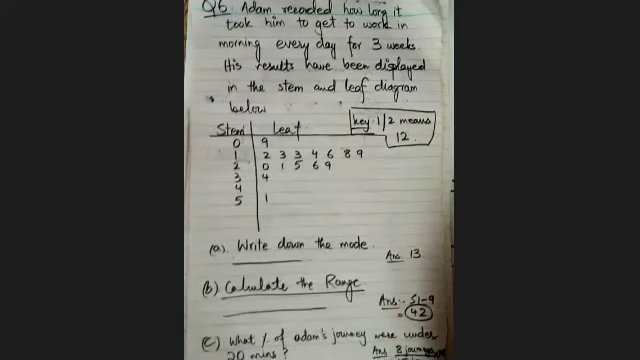 Q6. Adam recorded how long it
took him to get to work in
morning every day for 3 weeks.
His results have been displayed
in the stem and leaf diagram
below
key: 1/2 means
12.
Stem Leaf
0 9
1 2 3 3 4 6 8 9
2 0 1 5 6 9
3 4
4
5 1
(a). Write down the mode.
Ans 13
(b) Calculate the Range
Ans:- 51-9
= 42
(c) What % of adam's journey were under
20 mins?
Ans 8